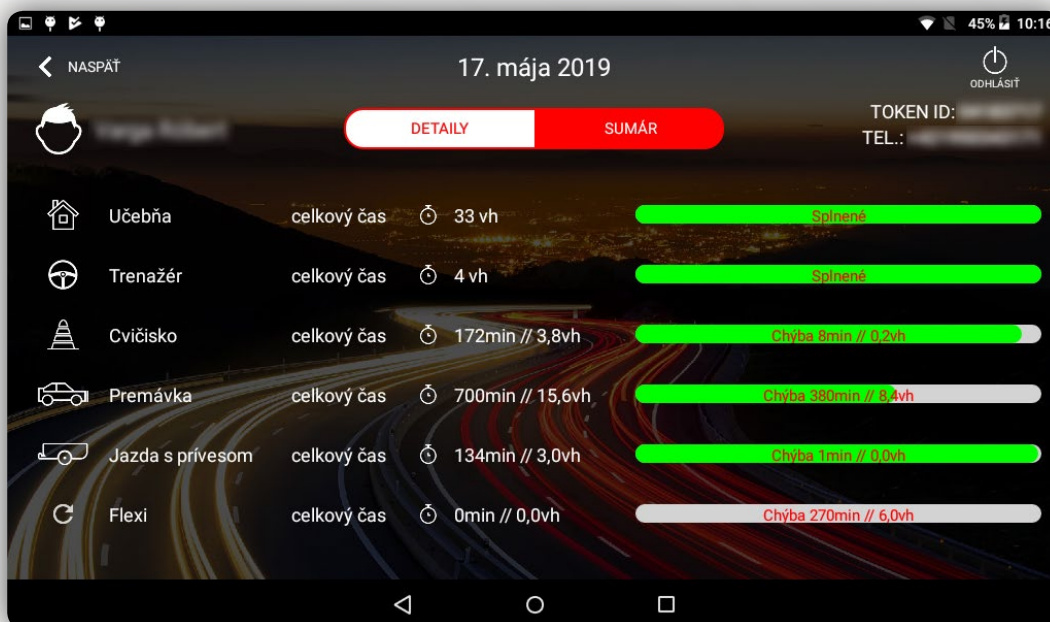 45% 10:16
NASPÄŤ
17. mája 2019
ODHLÁSIŤ
DETAILY SUMÁR
TOKEN ID:
TEL.:
Učebňa celkový čas 33 vh Splnené
Trenažér celkový čas 4 vh Splnené
Cvičisko celkový čas 172min // 3,8vh Chýba 8min // 0,2vh
Premávka celkový čas 700min // 15,6vh Chýba 380min // 8,4vh
Jazda s prívesom celkový čas 134min // 3,0vh Chýba 1min // 0,0vh
Flexi celkový čas 0min // 0,0vh Chýba 270min // 6,0vh